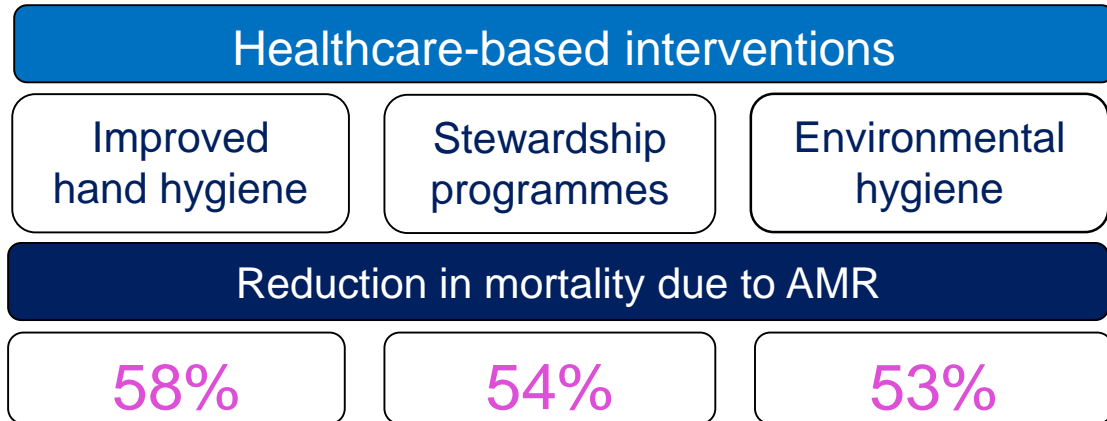 Healthcare-based interventions
Improved
hand hygiene
Stewardship
programmes
Environmental
hygiene
Reduction in mortality due to AMR
58%
54%
53%